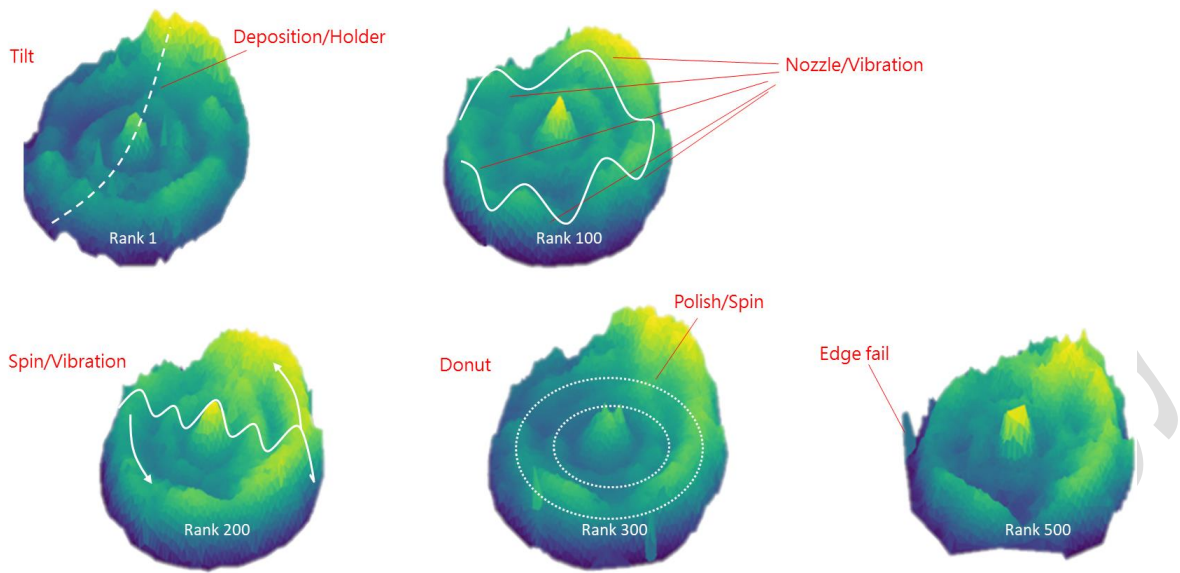 Tilt
Deposition/Holder
Nozzle/Vibration
Rank 1
Rank 100
Spin/Vibration
Donut
Polish/Spin
Edge fail
Rank 200
Rank 300
Rank 500